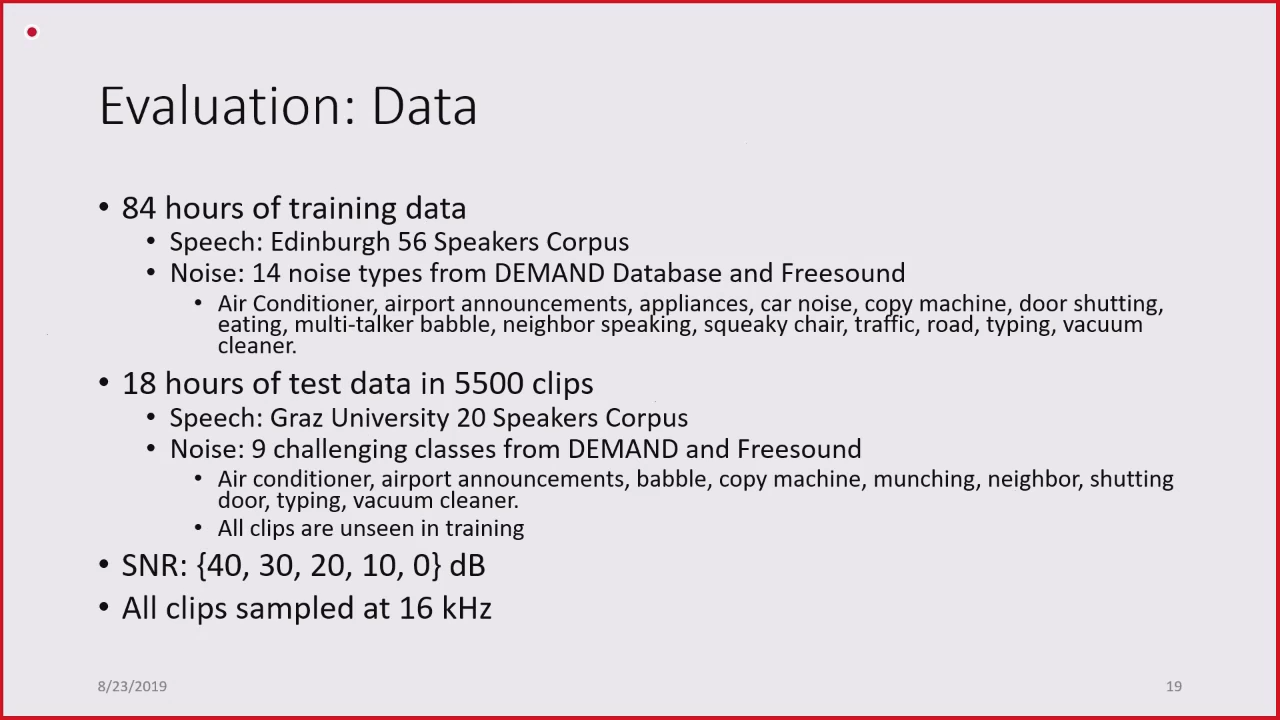 Evaluation: Data
• 84 hours of training data
• Speech: Edinburgh 56 Speakers Corpus
• Noise: 14 noise types from DEMAND Database and Freesound
• Air Conditioner, airport announcements, appliances, car noise, copy machine, door shutting,
eating, multi-talker babble, neighbor speaking, squeaky chair, traffic, road, typing, vacuum
cleaner.
• 18 hours of test data in 5500 clips
• Speech: Graz University 20 Speakers Corpus
• Noise: 9 challenging classes from DEMAND and Freesound
• Air conditioner, airport announcements, babble, copy machine, munching, neighbor, shutting
door, typing, vacuum cleaner.
• All clips are unseen in training
• SNR: {40, 30, 20, 10, 0} dB
• All clips sampled at 16 kHz
8/23/2019
19